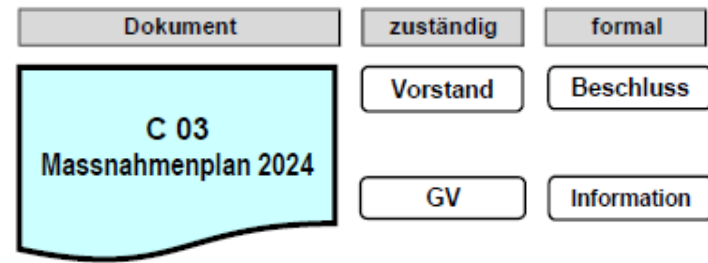 Dokument zuständig formal
Vorstand Beschluss
C 03
Massnahmenplan 2024
GV Information